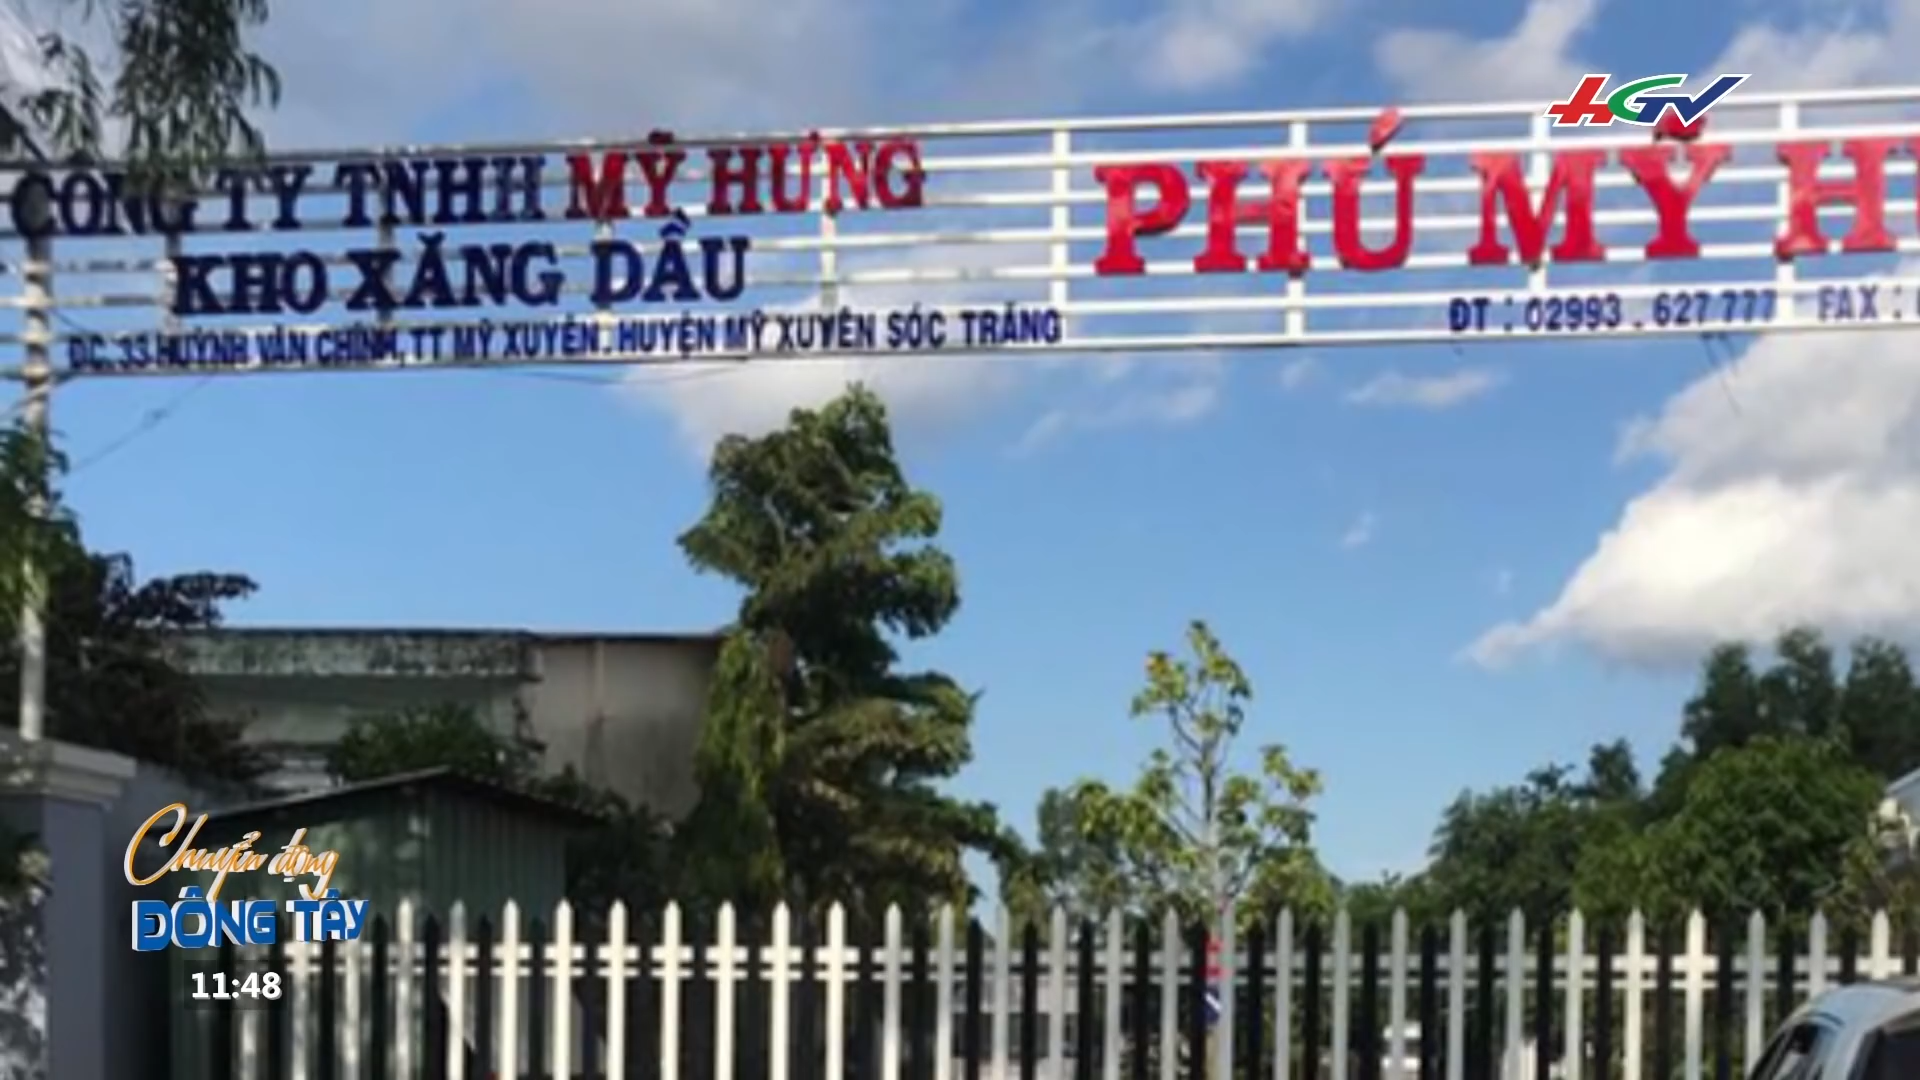 HGTV
CÔNG TY TNHH MỸ HƯNG
PHÚ MỸ
KHO XĂNG DẦU
ĐC.33.HUỲNH VĂN CHÍNH, TT MỸ XUYÊN . HUYỆN MỸ XUYÊN SÓC TRĂNG
ĐT : 02993 . 627 777 FAX :
Chuyển động
ĐÔNG TÂY
11:48